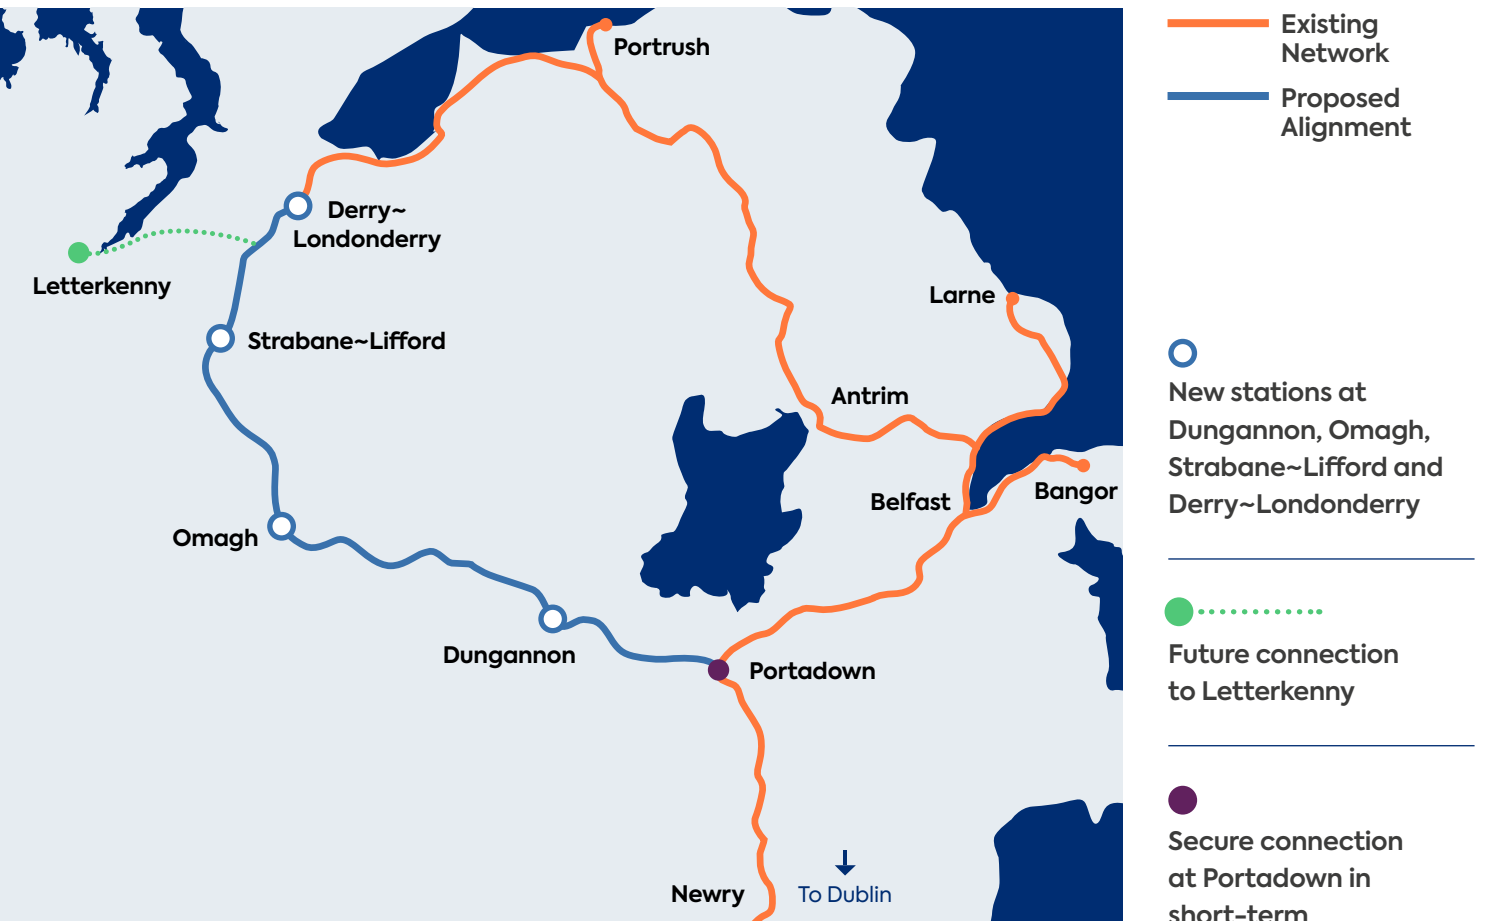 Portrush
Derry~
Londonderry
Letterkenny
Strabane~Lifford
Larne
Antrim
Belfast
Bangor
Omagh
Dungannon
Portadown
Newry
To Dublin
Existing
Network
Proposed
Alignment
New stations at
Dungannon, Omagh,
Strabane~Lifford and
Derry~Londonderry
Future connection
to Letterkenny
Secure connection
at Portadown in
short-term